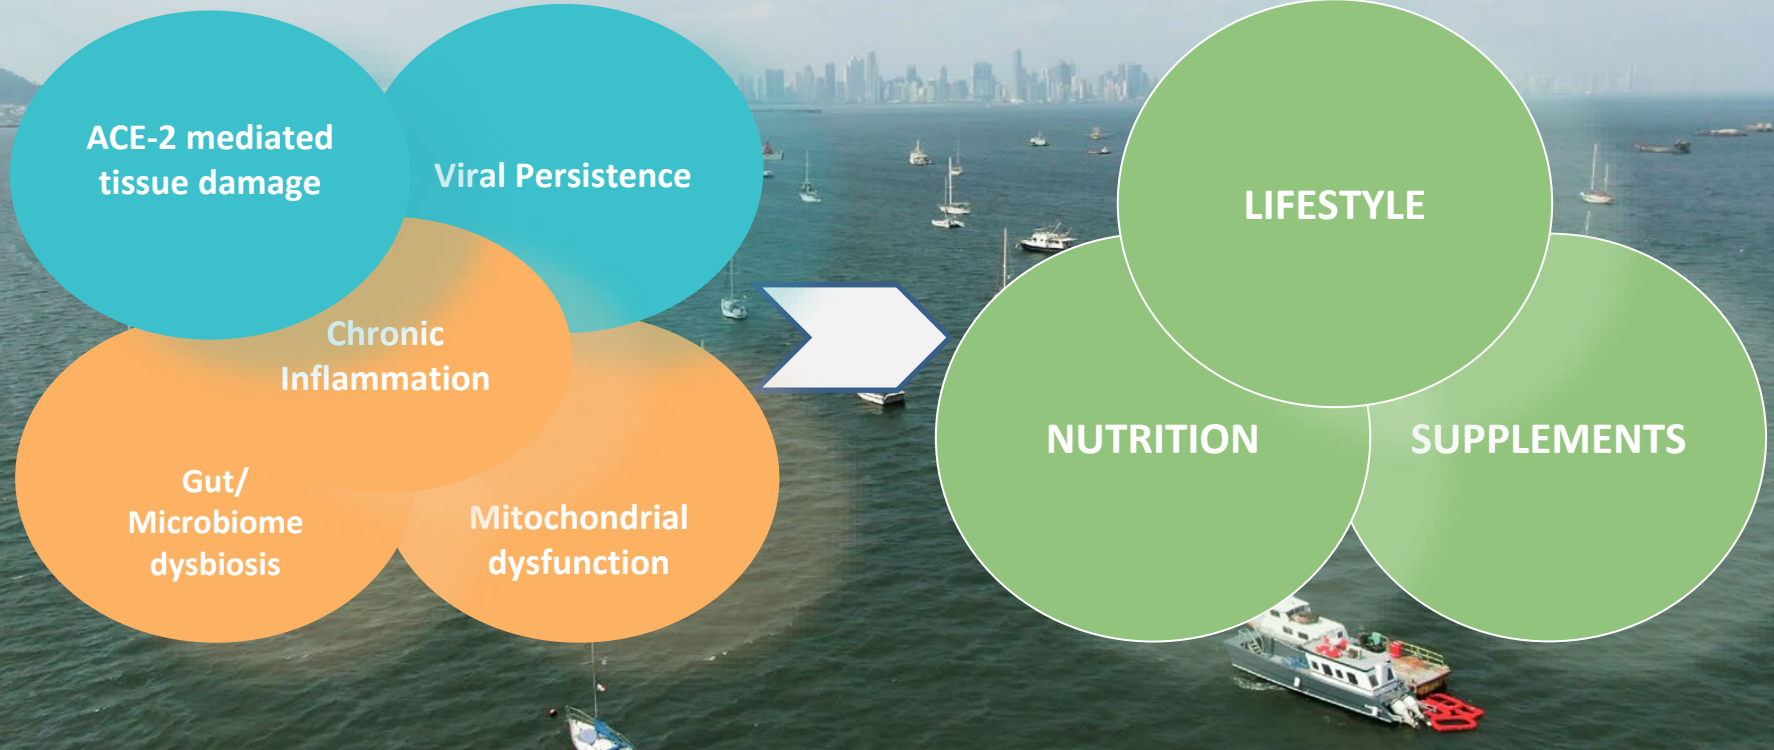 ACE-2 mediated
tissue damage
Viral Persistence
Chronic
Inflammation
Gut/
Microbiome
dysbiosis
Mitochondrial
dysfunction
LIFESTYLE
NUTRITION
SUPPLEMENTS